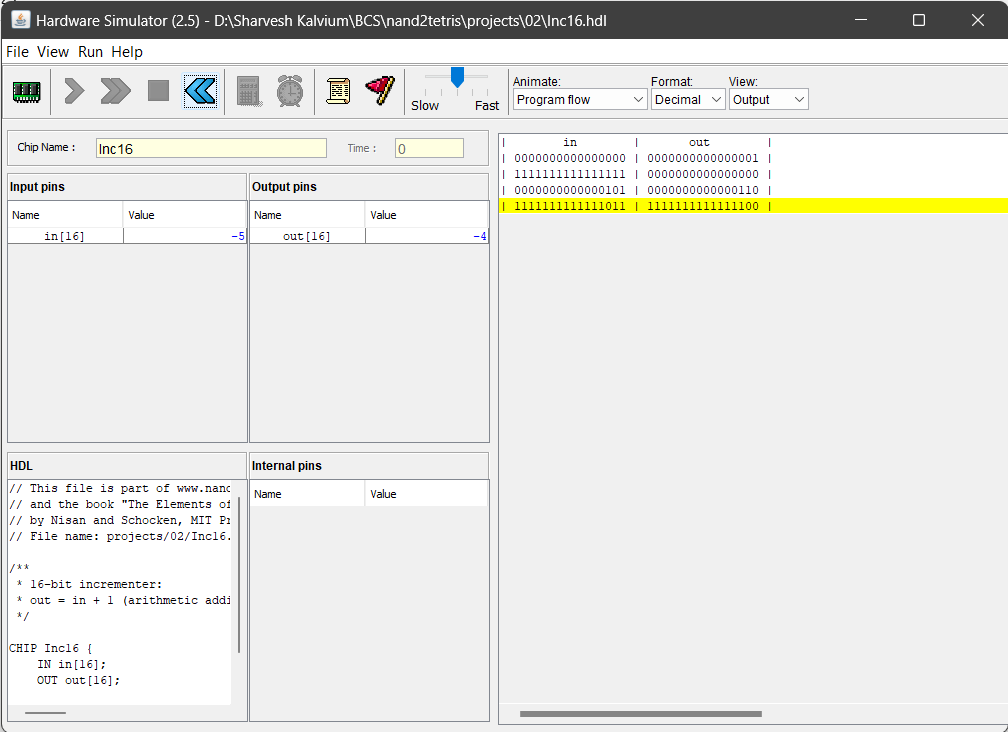 Hardware Simulator (2.5) - D:\Sharvesh Kalvium\BCS\nand2tetris\projects\02\Inc16.hdl
File View Run Help
Slow Fast
Animate: Format: View:
Program flow Decimal Output
Chip Name : Inc16 Time : 0
Input pins
Name Value
in[16] -5
Output pins
Name Value
out[16] -4
HDL
// This file is part of www.nand
// and the book "The Elements of
// by Nisan and Schocken, MIT Pr
// File name: projects/02/Inc16.
/**
* 16-bit incrementer:
* out = in + 1 (arithmetic addi
*/
CHIP Inc16 {
IN in[16];
OUT out[16];
Internal pins
Name Value
| in | out |
| 0000000000000000 | 0000000000000001 |
| 1111111111111111 | 0000000000000000 |
| 0000000000000101 | 0000000000000110 |
| 1111111111111011 | 1111111111111100 |